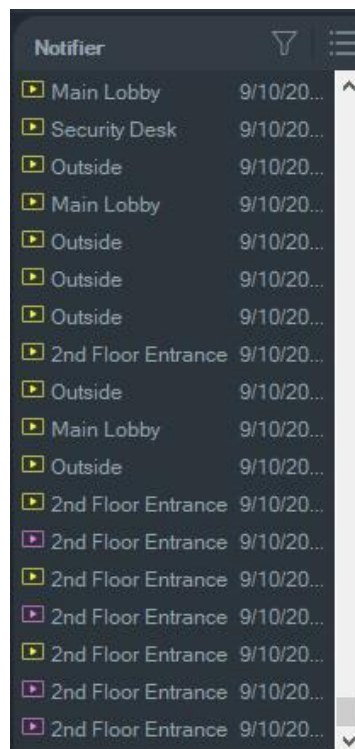 Notifier
Main Lobby 9/10/20...
Security Desk 9/10/20...
Outside 9/10/20...
Main Lobby 9/10/20...
Outside 9/10/20...
Outside 9/10/20...
Outside 9/10/20...
2nd Floor Entrance 9/10/20...
Outside 9/10/20...
Main Lobby 9/10/20...
Outside 9/10/20...
2nd Floor Entrance 9/10/20...
2nd Floor Entrance 9/10/20...
2nd Floor Entrance 9/10/20...
2nd Floor Entrance 9/10/20...
2nd Floor Entrance 9/10/20...
2nd Floor Entrance 9/10/20...
2nd Floor Entrance 9/10/20...